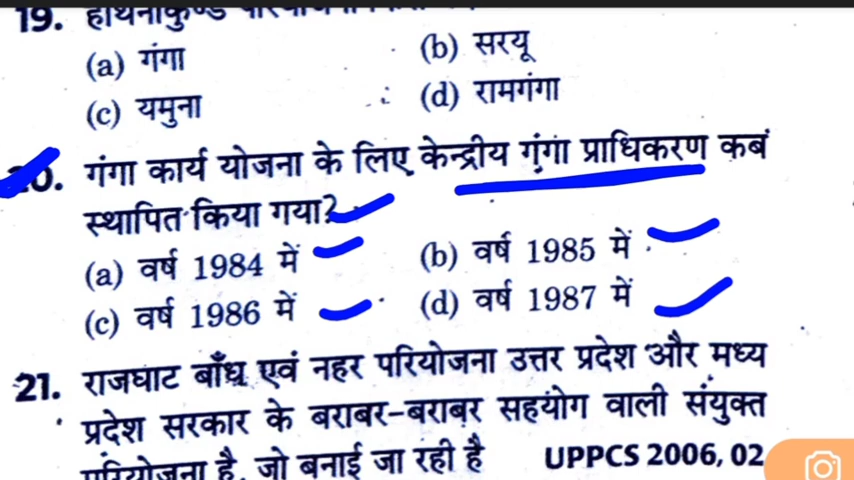 19. हथिनीकुण्ड
(a) गंगा (b) सरयू
(c) यमुना (d) रामगंगा
20. गंगा कार्य योजना के लिए केन्द्रीय गंगा प्राधिकरण कब
स्थापित किया गया?
(a) वर्ष 1984 में (b) वर्ष 1985 में
(c) वर्ष 1986 में (d) वर्ष 1987 में
21. राजघाट बाँध एवं नहर परियोजना उत्तर प्रदेश और मध्य
प्रदेश सरकार के बराबर-बराबर सहयोग वाली संयुक्त
परियोजना है, जो बनाई जा रही है UPPCS 2006, 02